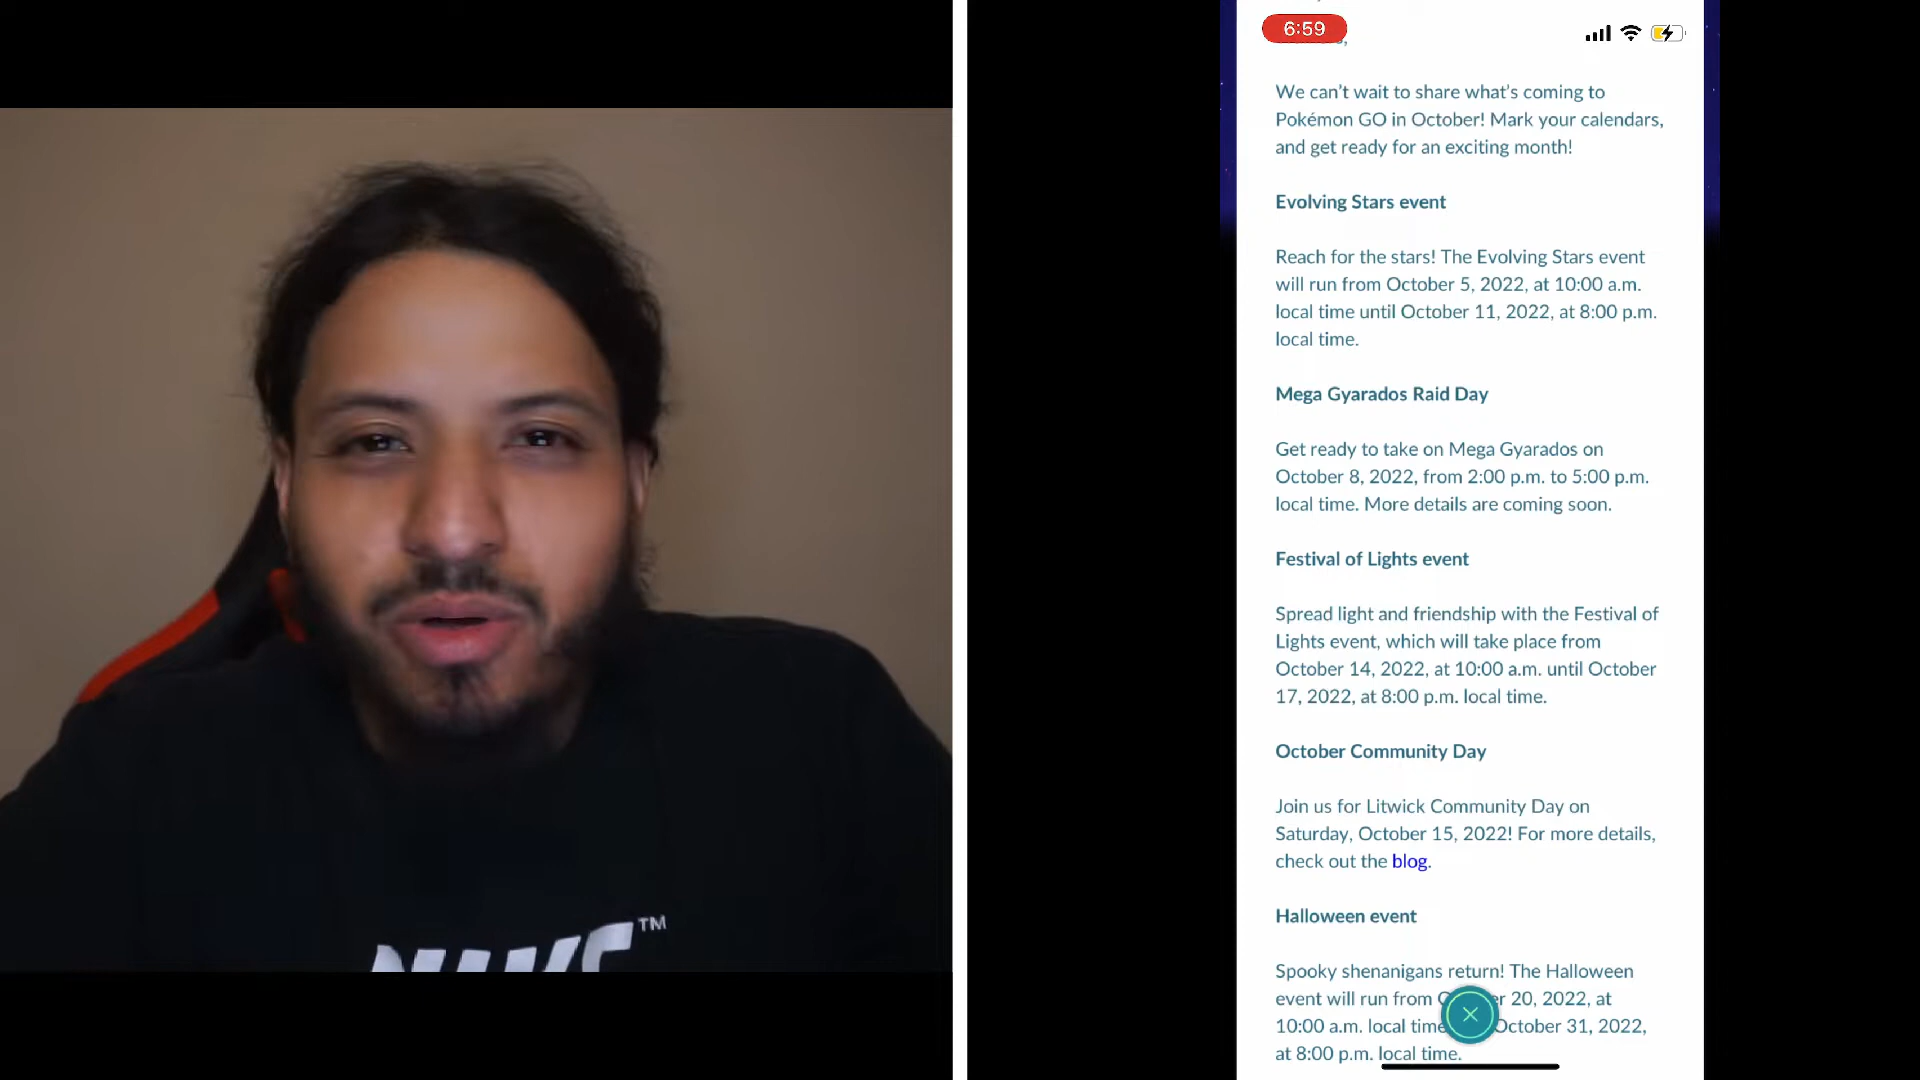 6:59
We can't wait to share what's coming to
Pokémon GO in October! Mark your calendars,
and get ready for an exciting month!
Evolving Stars event
Reach for the stars! The Evolving Stars event
will run from October 5, 2022, at 10:00 a.m.
local time until October 11, 2022, at 8:00 p.m.
local time.
Mega Gyarados Raid Day
Get ready to take on Mega Gyarados on
October 8, 2022, from 2:00 p.m. to 5:00 p.m.
local time. More details are coming soon.
Festival of Lights event
Spread light and friendship with the Festival of
Lights event, which will take place from
October 14, 2022, at 10:00 a.m. until October
17, 2022, at 8:00 p.m. local time.
October Community Day
Join us for Litwick Community Day on
Saturday, October 15, 2022! For more details,
check out the blog.
Halloween event
Spooky shenanigans return! The Halloween
event will run from 20, 2022, at
10:00 a.m. local time October 31, 2022,
at 8:00 p.m. local time.
TM